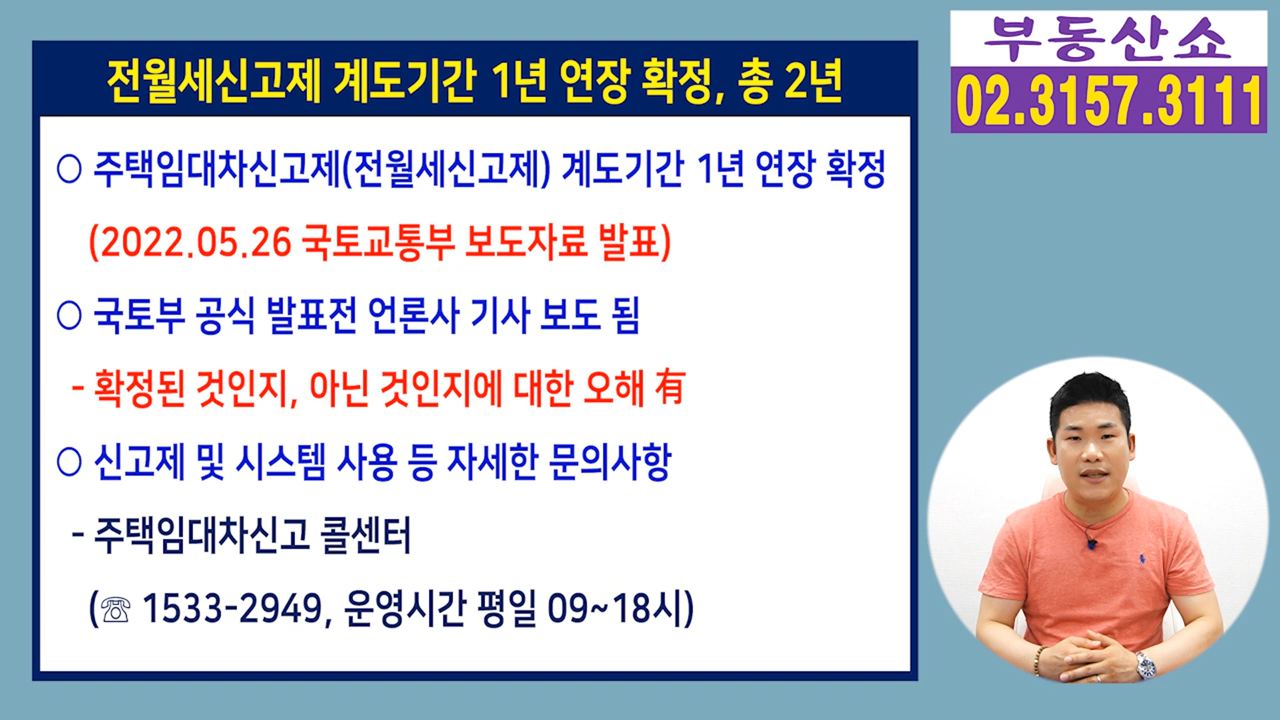 부동산쇼
02.3157.3111
전월세신고제 계도기간 1년 연장 확정, 총 2년
○ 주택임대차신고제(전월세신고제) 계도기간 1년 연장 확정
(2022.05.26 국토교통부 보도자료 발표)
○ 국토부 공식 발표전 언론사 기사 보도 됨
- 확정된 것인지, 아닌 것인지에 대한 오해 有
○ 신고제 및 시스템 사용 등 자세한 문의사항
- 주택임대차신고 콜센터
(☏ 1533-2949, 운영시간 평일 09~18시)